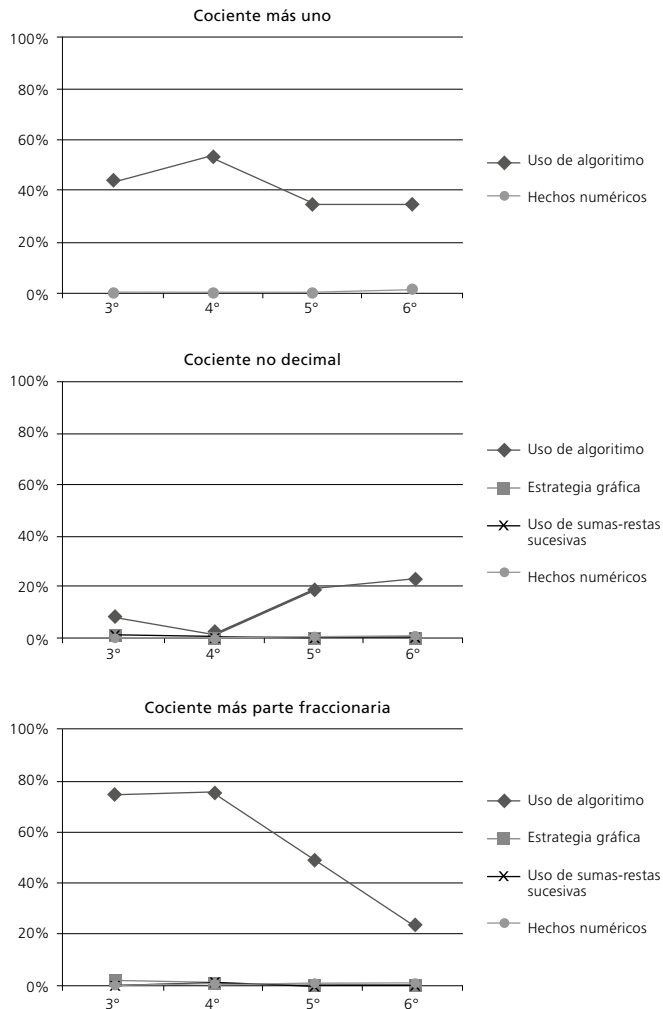 Cociente más uno
100%
80%
60%
40%
20%
0%
3°
4°
5°
6°
Uso de algoritimo
Hechos numéricos
Cociente no decimal
100%
80%
60%
40%
20%
0%
3°
4°
5°
6°
Uso de algoritimo
Estrategia gráfica
Uso de sumas-restas
sucesivas
Hechos numéricos
Cociente más parte fraccionaria
100%
80%
60%
40%
20%
0%
3°
4°
5°
6°
Uso de algoritimo
Estrategia gráfica
Uso de sumas-restas
sucesivas
Hechos numéricos